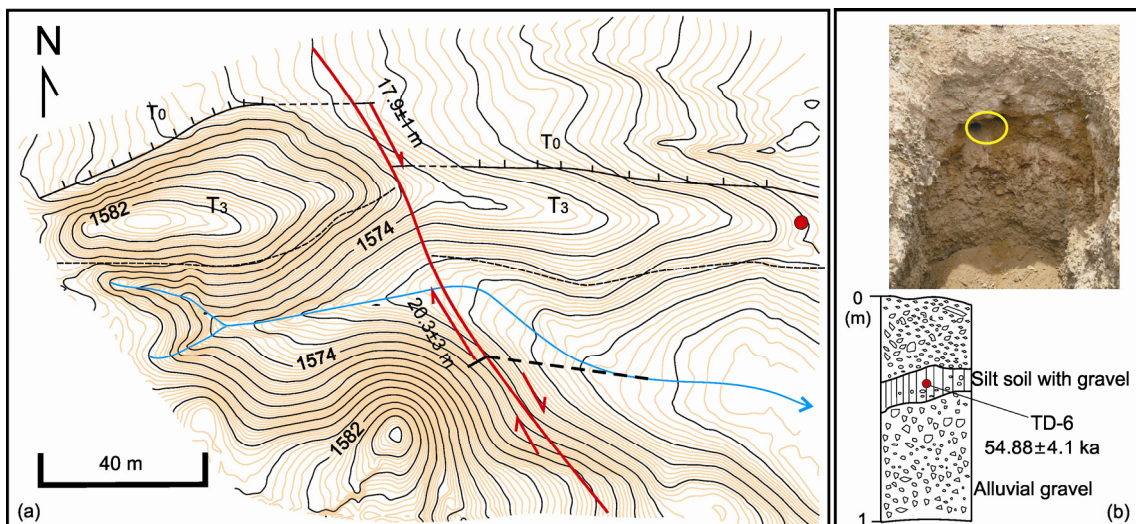 N
17.9±1 m
T0
T0
1582
T3
T3
1574
20.3±3 m
1574
1582
40 m
(a)
0
(m)
Silt soil with gravel
TD-6
54.88±4.1 ka
Alluvial gravel
1
(b)